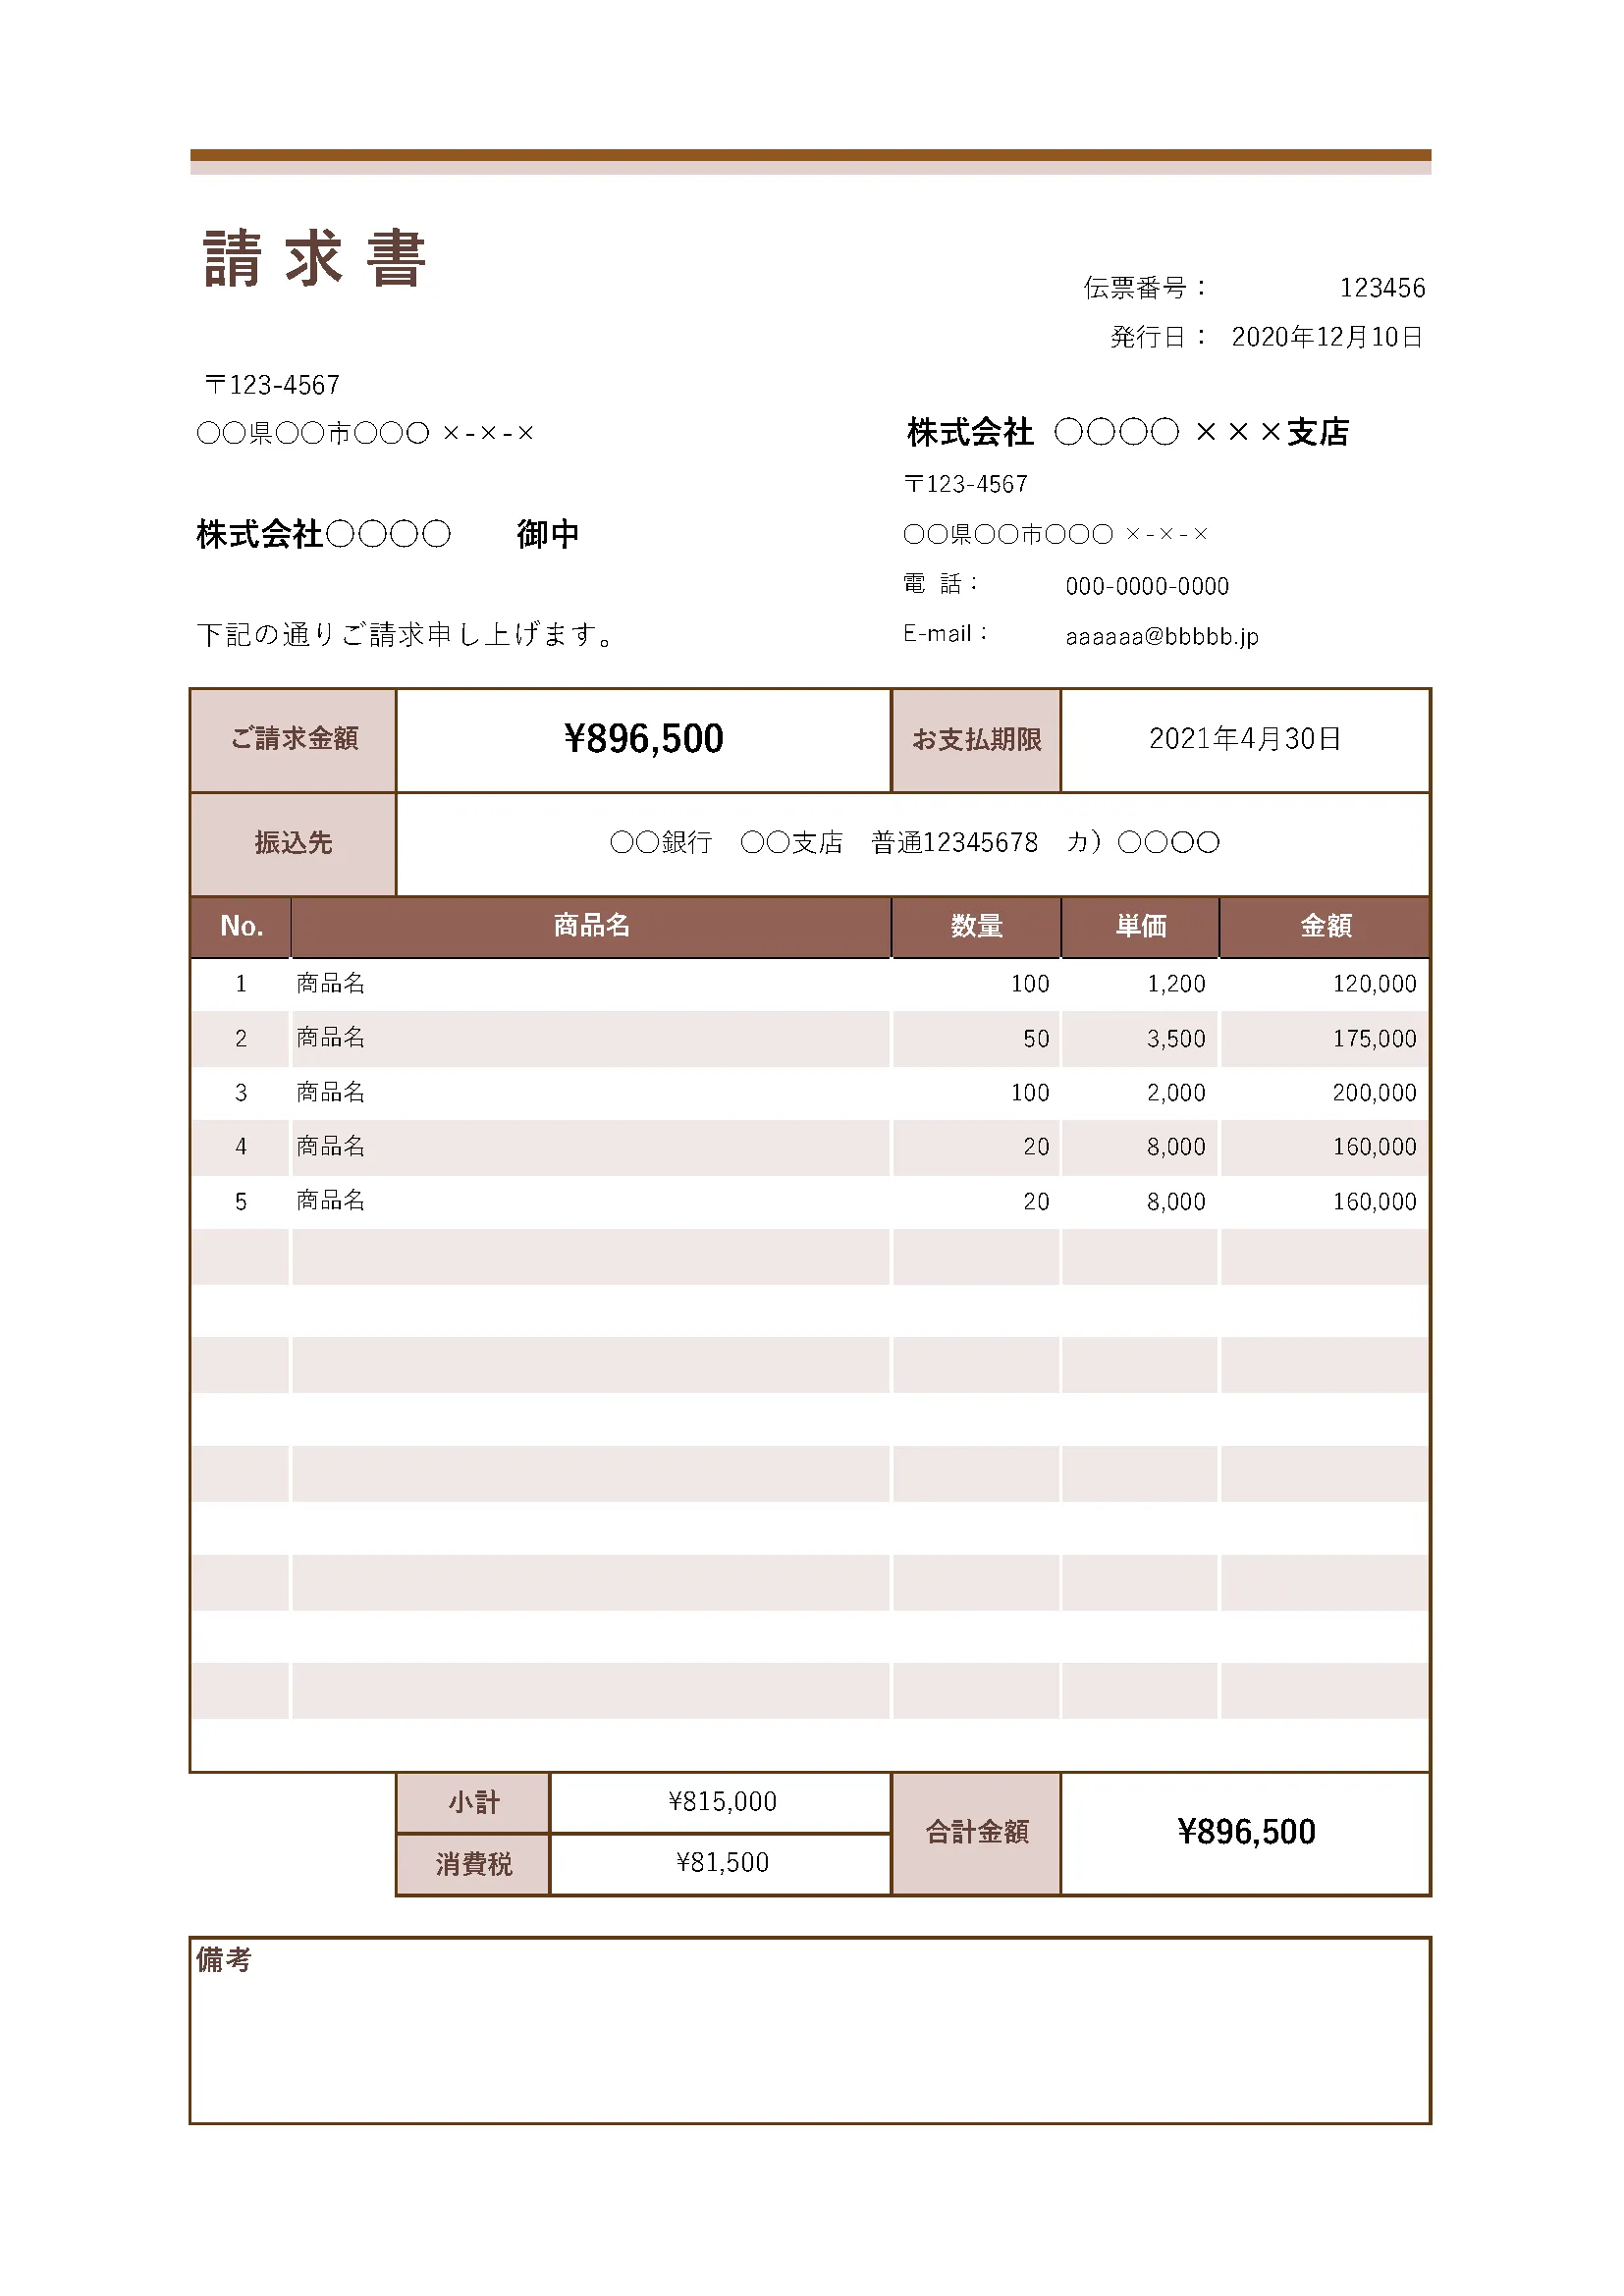 請求書
伝票番号： 123456
発行日： 2020年12月10日
〒123-4567
〇〇県〇〇市〇〇〇 ×-×-×
株式会社〇〇〇〇　御中
下記の通りご請求申し上げます。
株式会社 〇〇〇〇 ×××支店
〒123-4567
〇〇県〇〇市〇〇〇 ×-×-×
電 話： 000-0000-0000
E-mail： aaaaaa@bbbbb.jp
ご請求金額 ¥896,500 お支払期限 2021年4月30日
振込先 〇〇銀行　〇〇支店　普通12345678　カ）〇〇〇〇
No. 商品名 数量 単価 金額
1 商品名 100 1,200 120,000
2 商品名 50 3,500 175,000
3 商品名 100 2,000 200,000
4 商品名 20 8,000 160,000
5 商品名 20 8,000 160,000
小計 ¥815,000
消費税 ¥81,500
合計金額 ¥896,500
備考